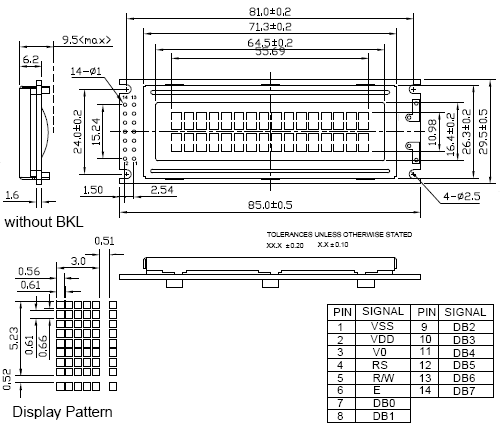 81.0±0.2
9.5<max>
71.3±0.2
64.5±0.2
55.69
6.2
14-Ø1
14 13
24.0±0.2
15.24
10.98
16.4±0.2
26.3±0.2
29.5±0.5
1.6
1.50
2.54
4-Ø2.5
without BKL
85.0±0.5
0.51
TOLERANCES UNLESS OTHERWISE STATED
XX.X ±0.20 X.X ±0.10
0.56
3.0
0.61
5.23
0.61
0.66
0.52
Display Pattern
PIN SIGNAL PIN SIGNAL
1 VSS 9 DB2
2 VDD 10 DB3
3 V0 11 DB4
4 RS 12 DB5
5 R/W 13 DB6
6 E 14 DB7
7 DB0
8 DB1